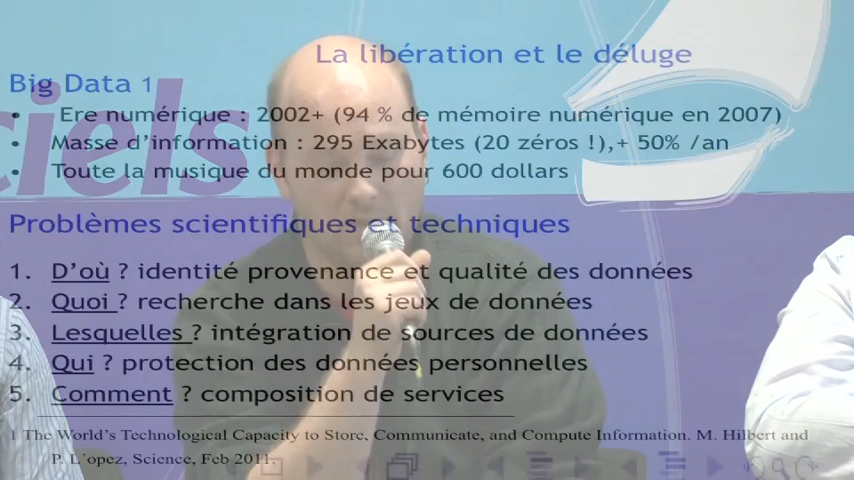 La libération et le déluge
Big Data 1
• Ere numérique : 2002+ (94 % de mémoire numérique en 2007)
• Masse d'information : 295 Exabytes (20 zéros !),+ 50% /an
• Toute la musique du monde pour 600 dollars
ciels
Problèmes scientifiques et techniques
1. D'où ? identité provenance et qualité des données
2. Quoi ? recherche dans les jeux de données
3. Lesquelles ? intégration de sources de données
4. Qui ? protection des données personnelles
5. Comment ? composition de services
1 The World's Technological Capacity to Store, Communicate, and Compute Information. M. Hilbert and
P. L´opez, Science, Feb 2011.